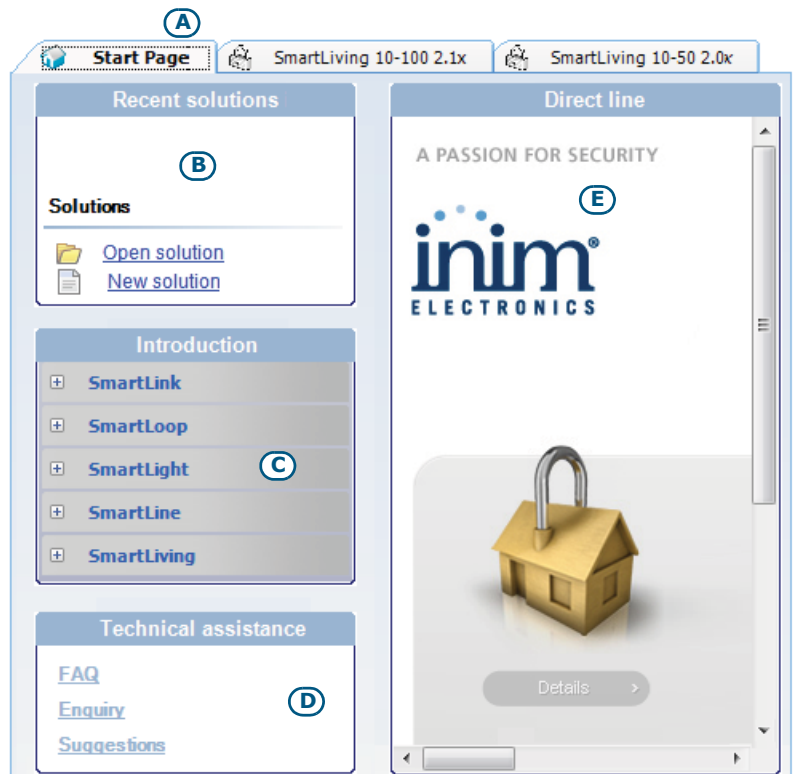 A
Start Page
SmartLiving 10-100 2.1x
SmartLiving 10-50 2.0x
Recent solutions
B
Solutions
Open solution
New solution
Introduction
SmartLink
SmartLoop
SmartLight
C
SmartLine
SmartLiving
Technical assistance
FAQ
Enquiry
D
Suggestions
Direct line
A PASSION FOR SECURITY
E
inim®
ELECTRONICS
Details >